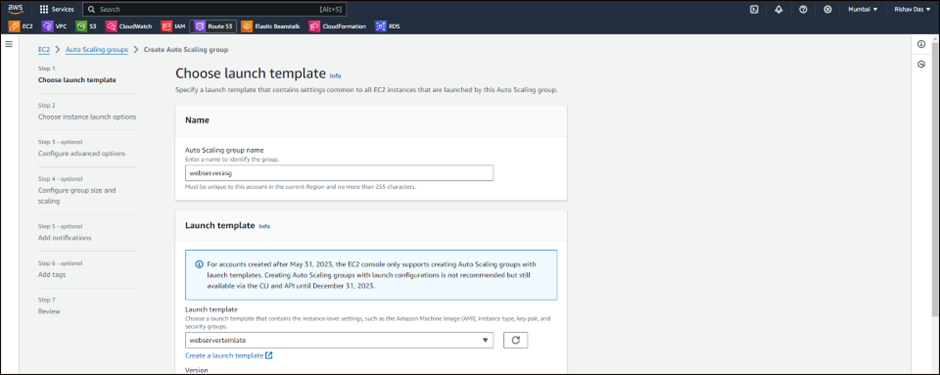 aws Services Search [Alt+S] Mumbai Rishav Das
EC2 VPC S3 CloudWatch IAM Route 53 Elastic Beanstalk CloudFormation RDS
EC2 > Auto Scaling groups > Create Auto Scaling group
Step 1
Choose launch template
Step 2
Choose instance launch options
Step 3 - optional
Configure advanced options
Step 4 - optional
Configure group size and
scaling
Step 5 - optional
Add notifications
Step 6 - optional
Add tags
Step 7
Review
Choose launch template Info
Specify a launch template that contains settings common to all EC2 instances that are launched by this Auto Scaling group.
Name
Auto Scaling group name
Enter a name to identify the group.
webserverasg
Must be unique to this account in the current Region and no more than 255 characters.
Launch template Info
For accounts created after May 31, 2023, the EC2 console only supports creating Auto Scaling groups with
launch templates. Creating Auto Scaling groups with launch configurations is not recommended but still
available via the CLI and API until December 31, 2023.
Launch template
Choose a launch template that contains the instance-level settings, such as the Amazon Machine Image (AMI), instance type, key pair, and
security groups.
webservertemlate
Create a launch template
Version